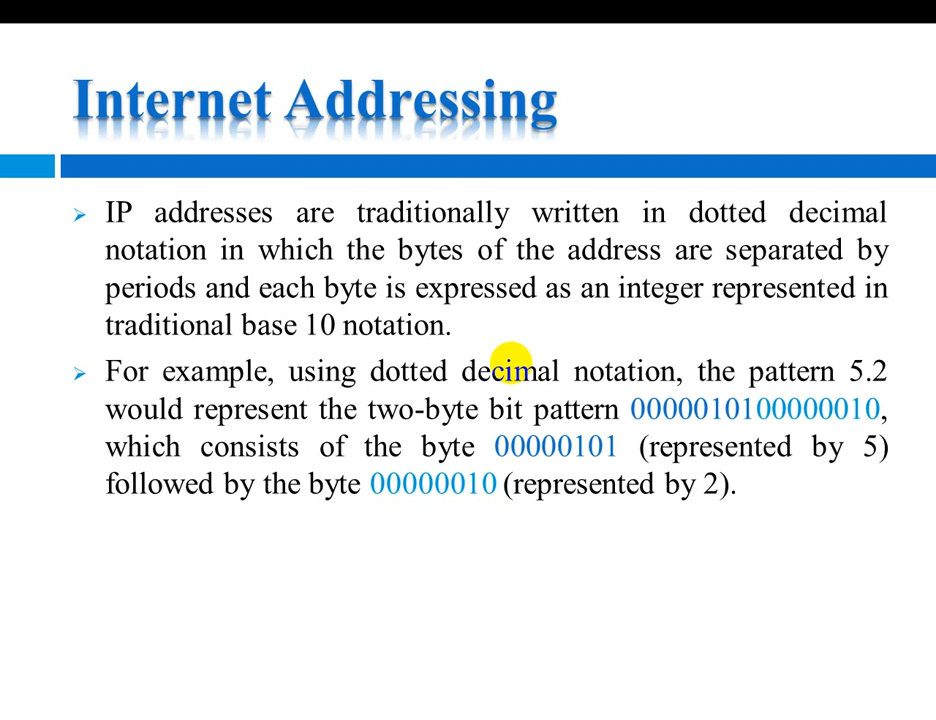 Internet Addressing
IP addresses are traditionally written in dotted decimal
notation in which the bytes of the address are separated by
periods and each byte is expressed as an integer represented in
traditional base 10 notation.
For example, using dotted decimal notation, the pattern 5.2
would represent the two-byte bit pattern 0000010100000010,
which consists of the byte 00000101 (represented by 5)
followed by the byte 00000010 (represented by 2).